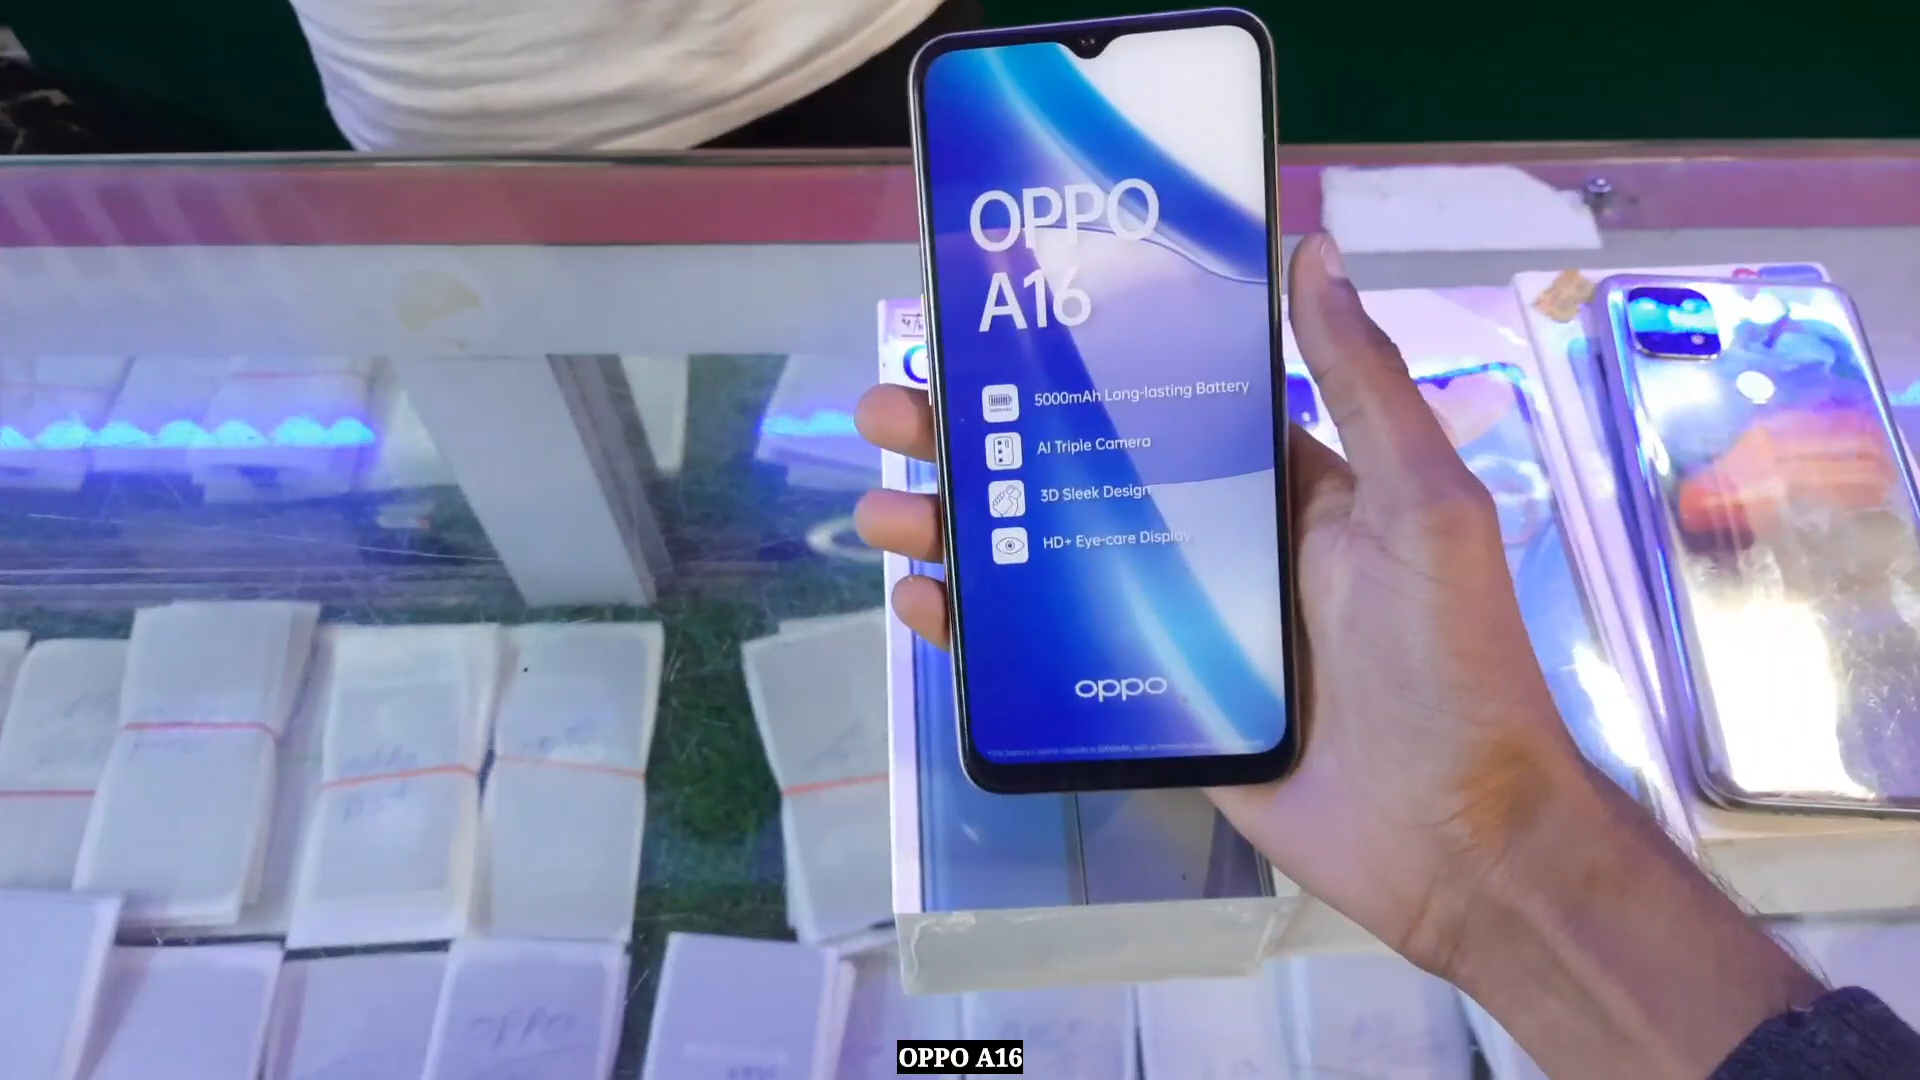 OPPO
A16
5000mAh Long-lasting Battery
AI Triple Camera
3D Sleek Design
HD+ Eye-care Display
oppo
OPPO
OPPO A16